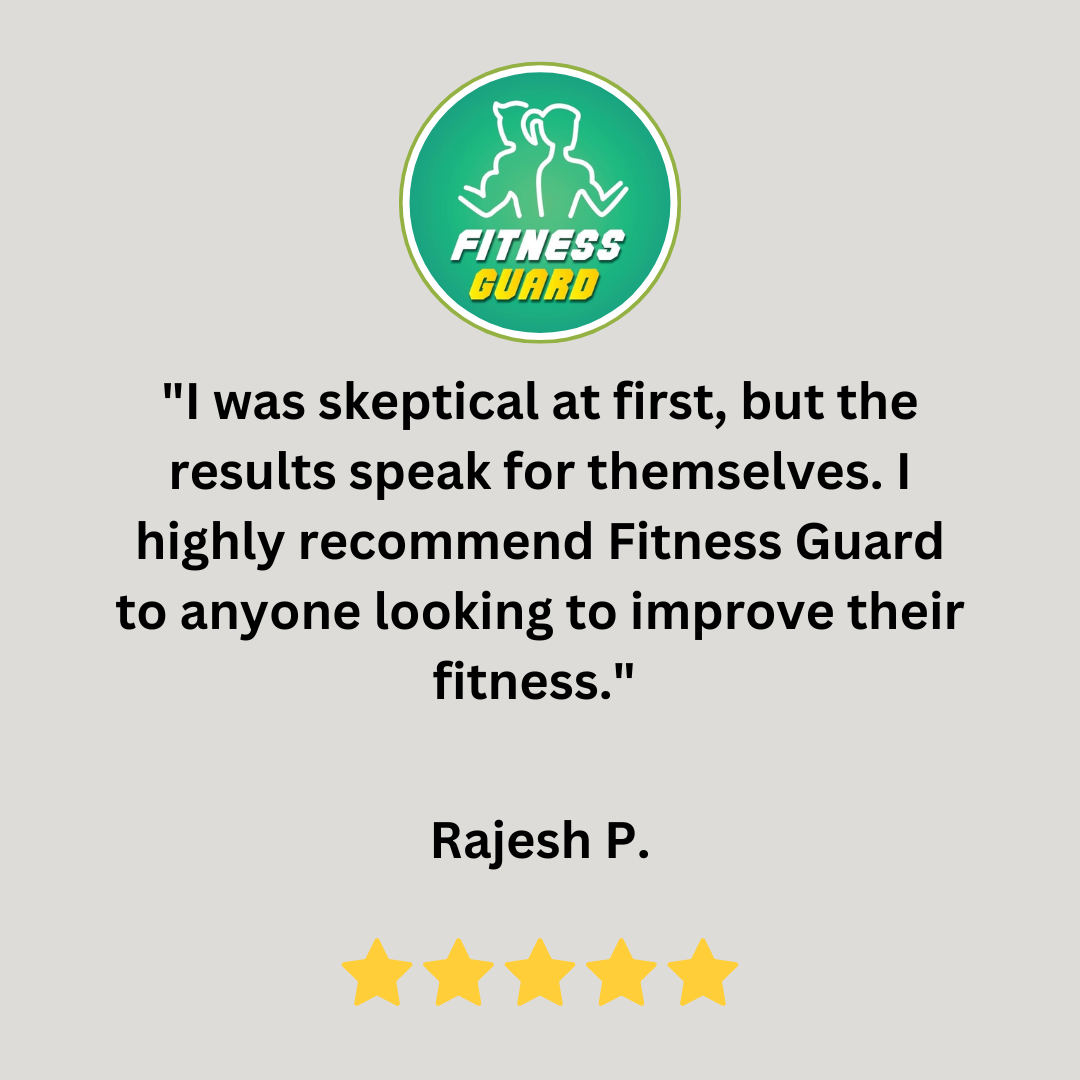 FITNESS
GUARD
"I was skeptical at first, but the
results speak for themselves. I
highly recommend Fitness Guard
to anyone looking to improve their
fitness."
Rajesh P.